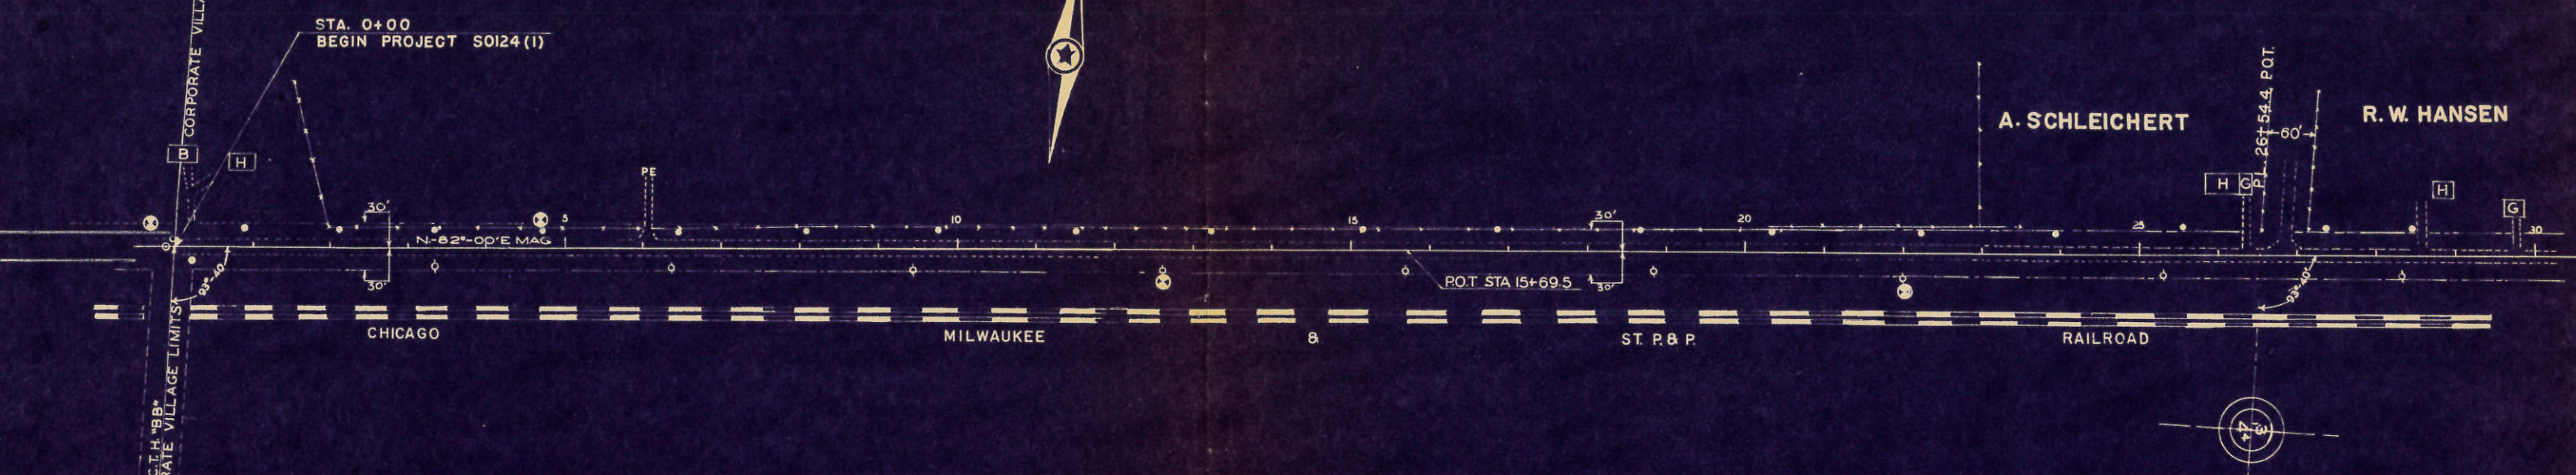 STA. 0+00
BEGIN PROJECT S0124(1)
CORPORATE
B
H
30'
N-82°-00'E MAG
30'
93°-40'
5
PE
10
15
30'
P.O.T STA 15+69.5
30'
20
A. SCHLEICHERT
25
H
G
P.I. 26+54.4 P.O.T.
60'
R. W. HANSEN
H
G
30
93°-40'
CHICAGO
MILWAUKEE
&
ST. P. & P.
RAILROAD
C.T.H. "BB"
VILLAGE LIMITS